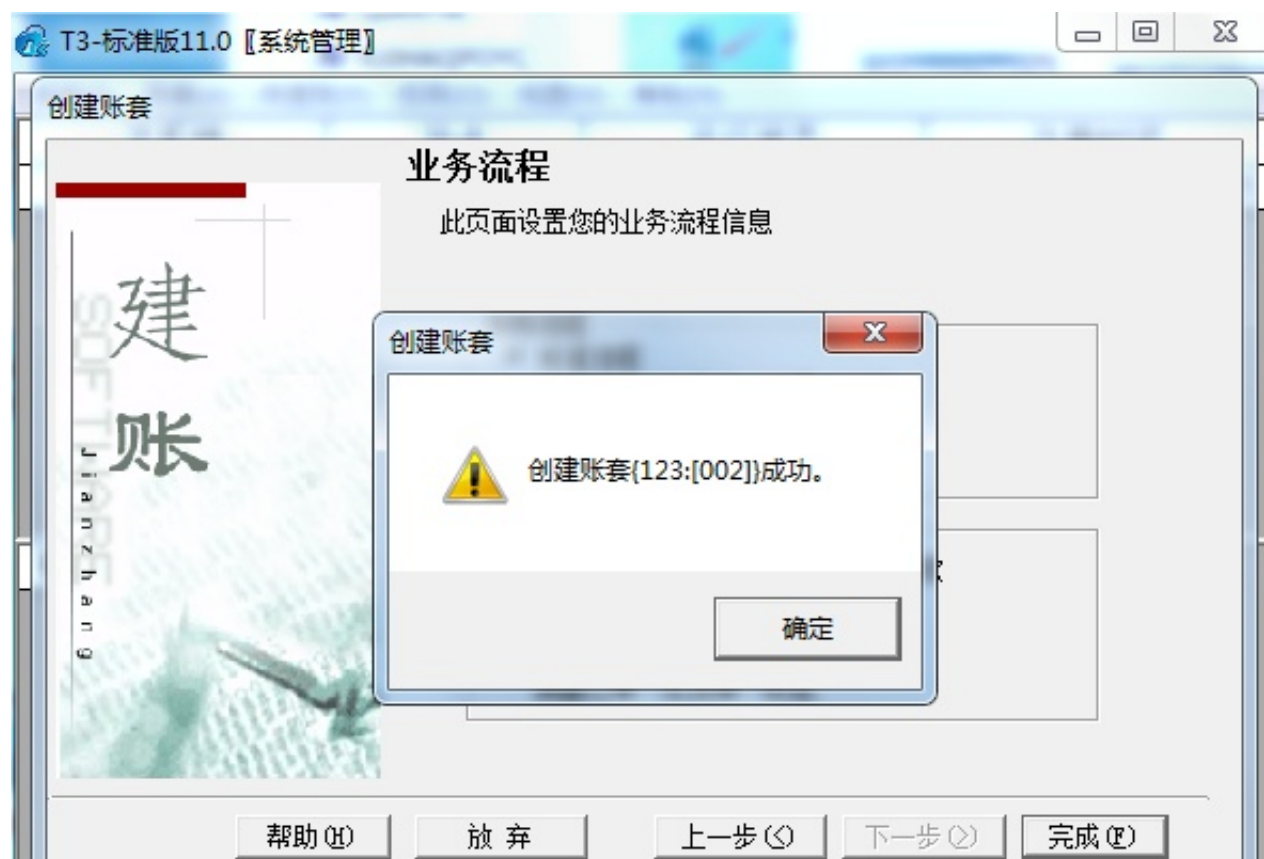 T3-标准版11.0〖系统管理〗
创建账套
业务流程
此页面设置您的业务流程信息
建账
SOFTWARE
Jianzhang
创建账套
创建账套{123:[002]}成功。
确定
帮助(H)
放弃
上一步(<)
下一步(>)
完成(F)